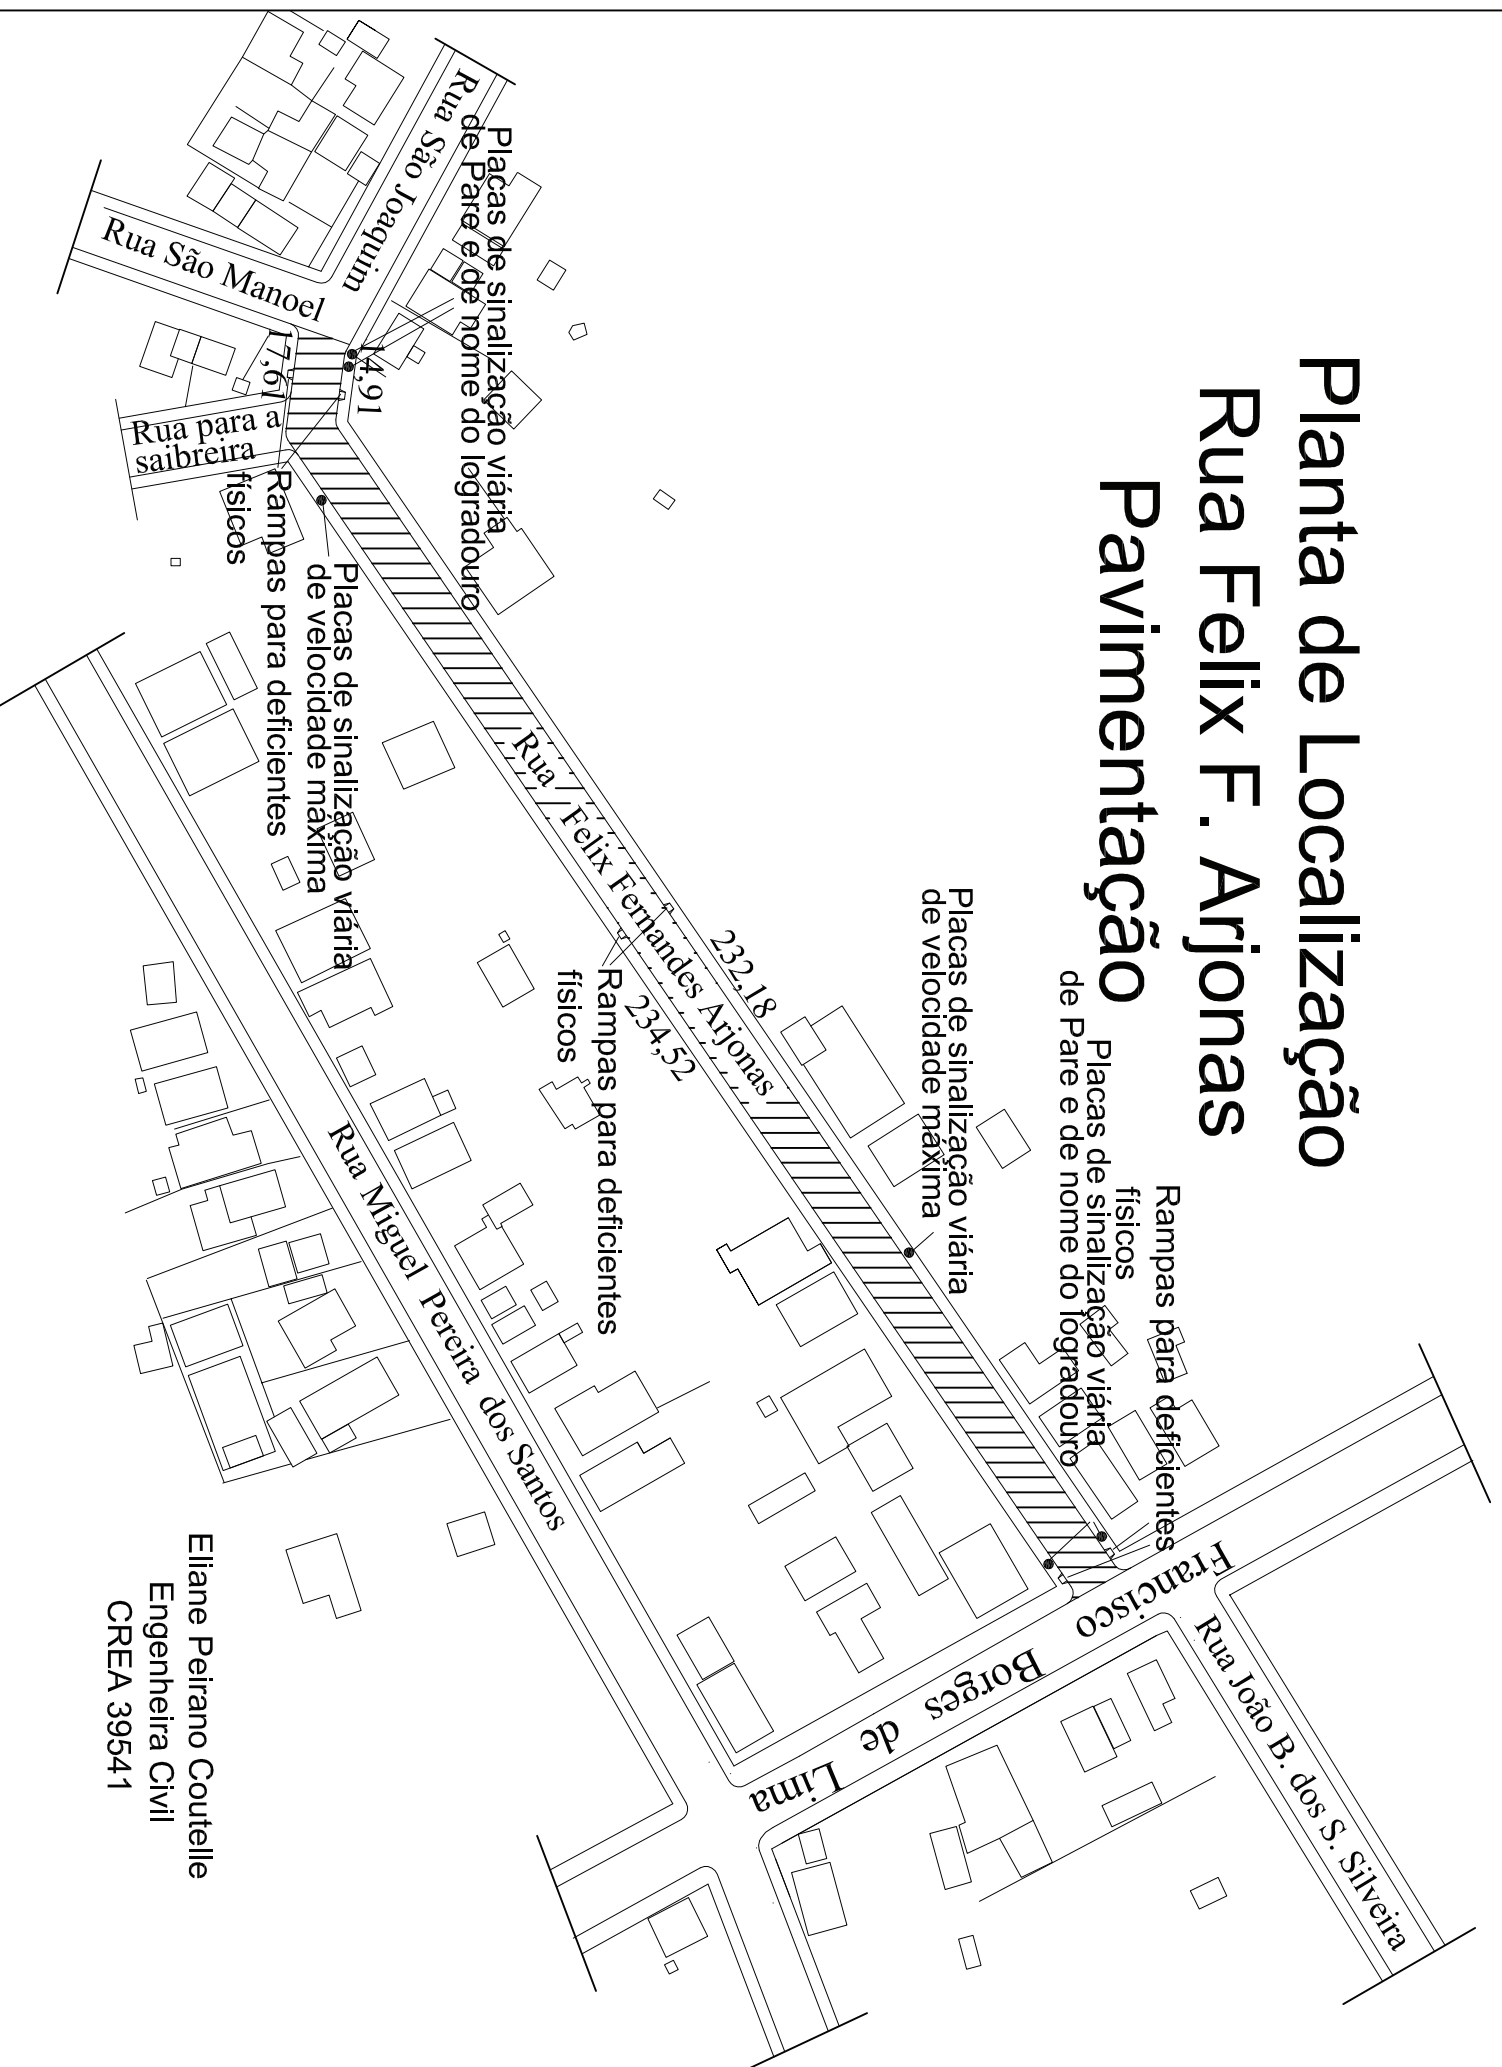 Planta de Localização
Rua Felix F. Arjonas
Pavimentação
Rampas para deficientes
físicos
Placas de sinalização viária
de Pare e de nome do logradouro
Placas de sinalização viária
de velocidade máxima
Rua São Joaquim
Placas de sinalização viária
de Pare e de nome do logradouro
Rua São Manoel
14,91
17,61
Rua para a
saibreira
Rampas para deficientes
físicos
Placas de sinalização viária
de velocidade máxima
Rua Felix Fernandes Arjonas
232,18
234,52
Rampas para deficientes
físicos
Rua Miguel Pereira dos Santos
Francisco Borges de Lima
Rua João B. dos S. Silveira
Eliane Peirano Coutelle
Engenheira Civil
CREA 39541